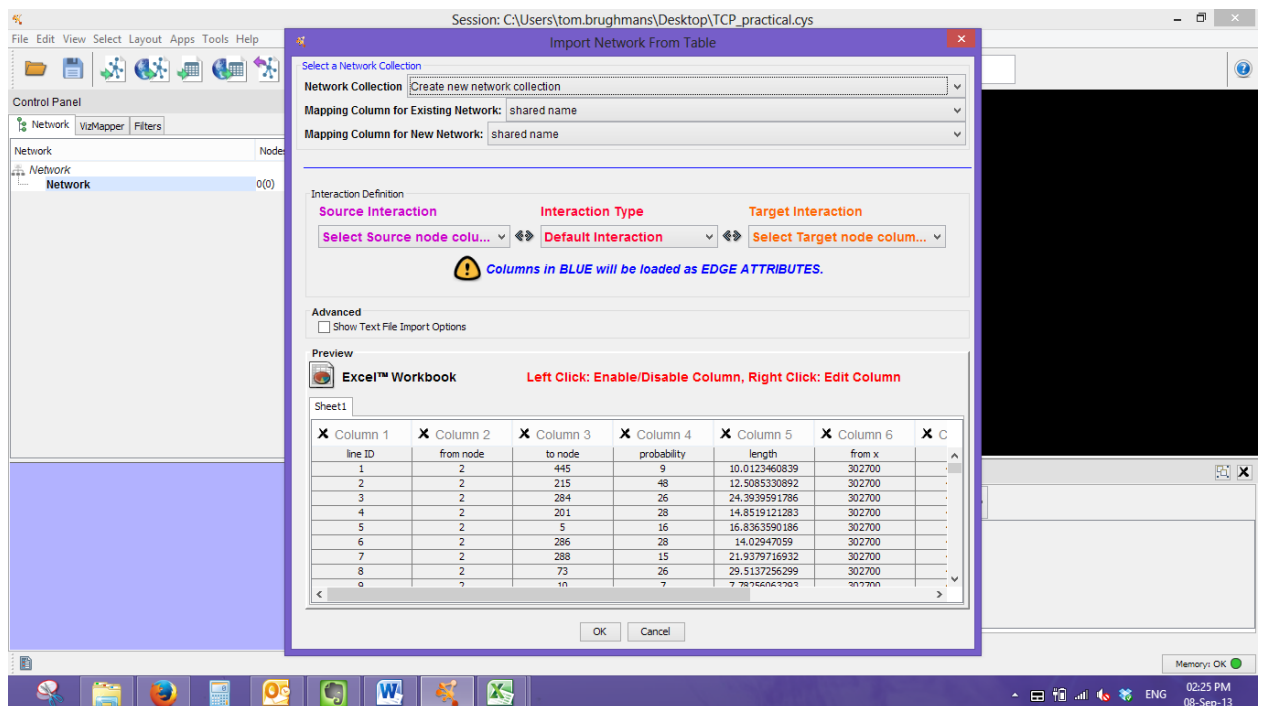 Session: C:\Users\tom.brughmans\Desktop\TCP_practical.cys
File Edit View Select Layout Apps Tools Help
Import Network From Table
Control Panel
Network VizMapper Filters
Network Nodes
Network
Network 0(0)
Select a Network Collection
Network Collection Create new network collection
Mapping Column for Existing Network: shared name
Mapping Column for New Network: shared name
Interaction Definition
Source Interaction Interaction Type Target Interaction
Select Source node colu... Default Interaction Select Target node colum...
Columns in BLUE will be loaded as EDGE ATTRIBUTES.
Advanced
Show Text File Import Options
Preview
Excel™ Workbook Left Click: Enable/Disable Column, Right Click: Edit Column
Sheet1
Column 1 Column 2 Column 3 Column 4 Column 5 Column 6 C
line ID from node to node probability length from x
1 2 445 9 10.0123460839 302700
2 2 215 48 12.5085330892 302700
3 2 284 26 24.3939591786 302700
4 2 201 28 14.8519121283 302700
5 2 5 16 16.8363590186 302700
6 2 286 28 14.02947059 302700
7 2 288 15 21.9379716932 302700
8 2 73 26 29.5137256299 302700
9 2 10 7 7.78256063293 302700
OK Cancel
Memory: OK
ENG 02:25 PM
08-Sep-13